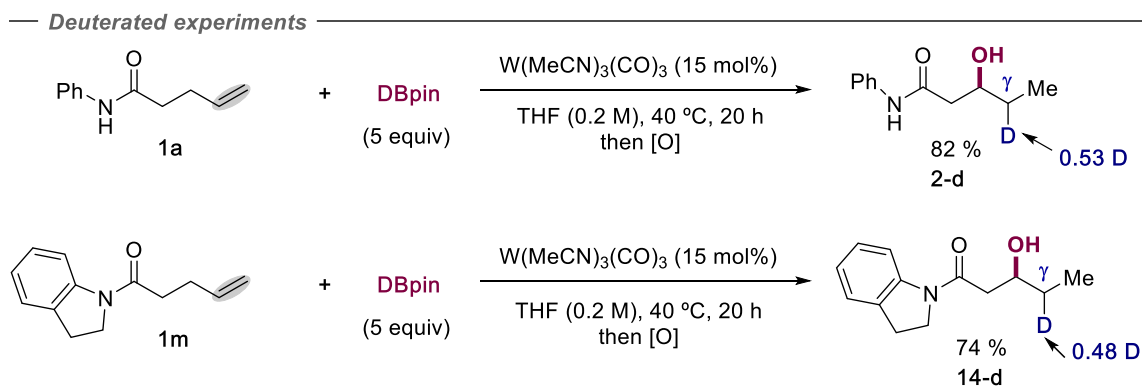 Deuterated experiments
O
Ph
N
H
1a
+
DBpin
(5 equiv)
W(MeCN)₃(CO)₃ (15 mol%)
THF (0.2 M), 40 ºC, 20 h
then [O]
O
OH
Ph
N
H
γ
Me
D
82 %
0.53 D
2-d
O
N
1m
+
DBpin
(5 equiv)
W(MeCN)₃(CO)₃ (15 mol%)
THF (0.2 M), 40 ºC, 20 h
then [O]
O
OH
N
γ
Me
D
74 %
0.48 D
14-d